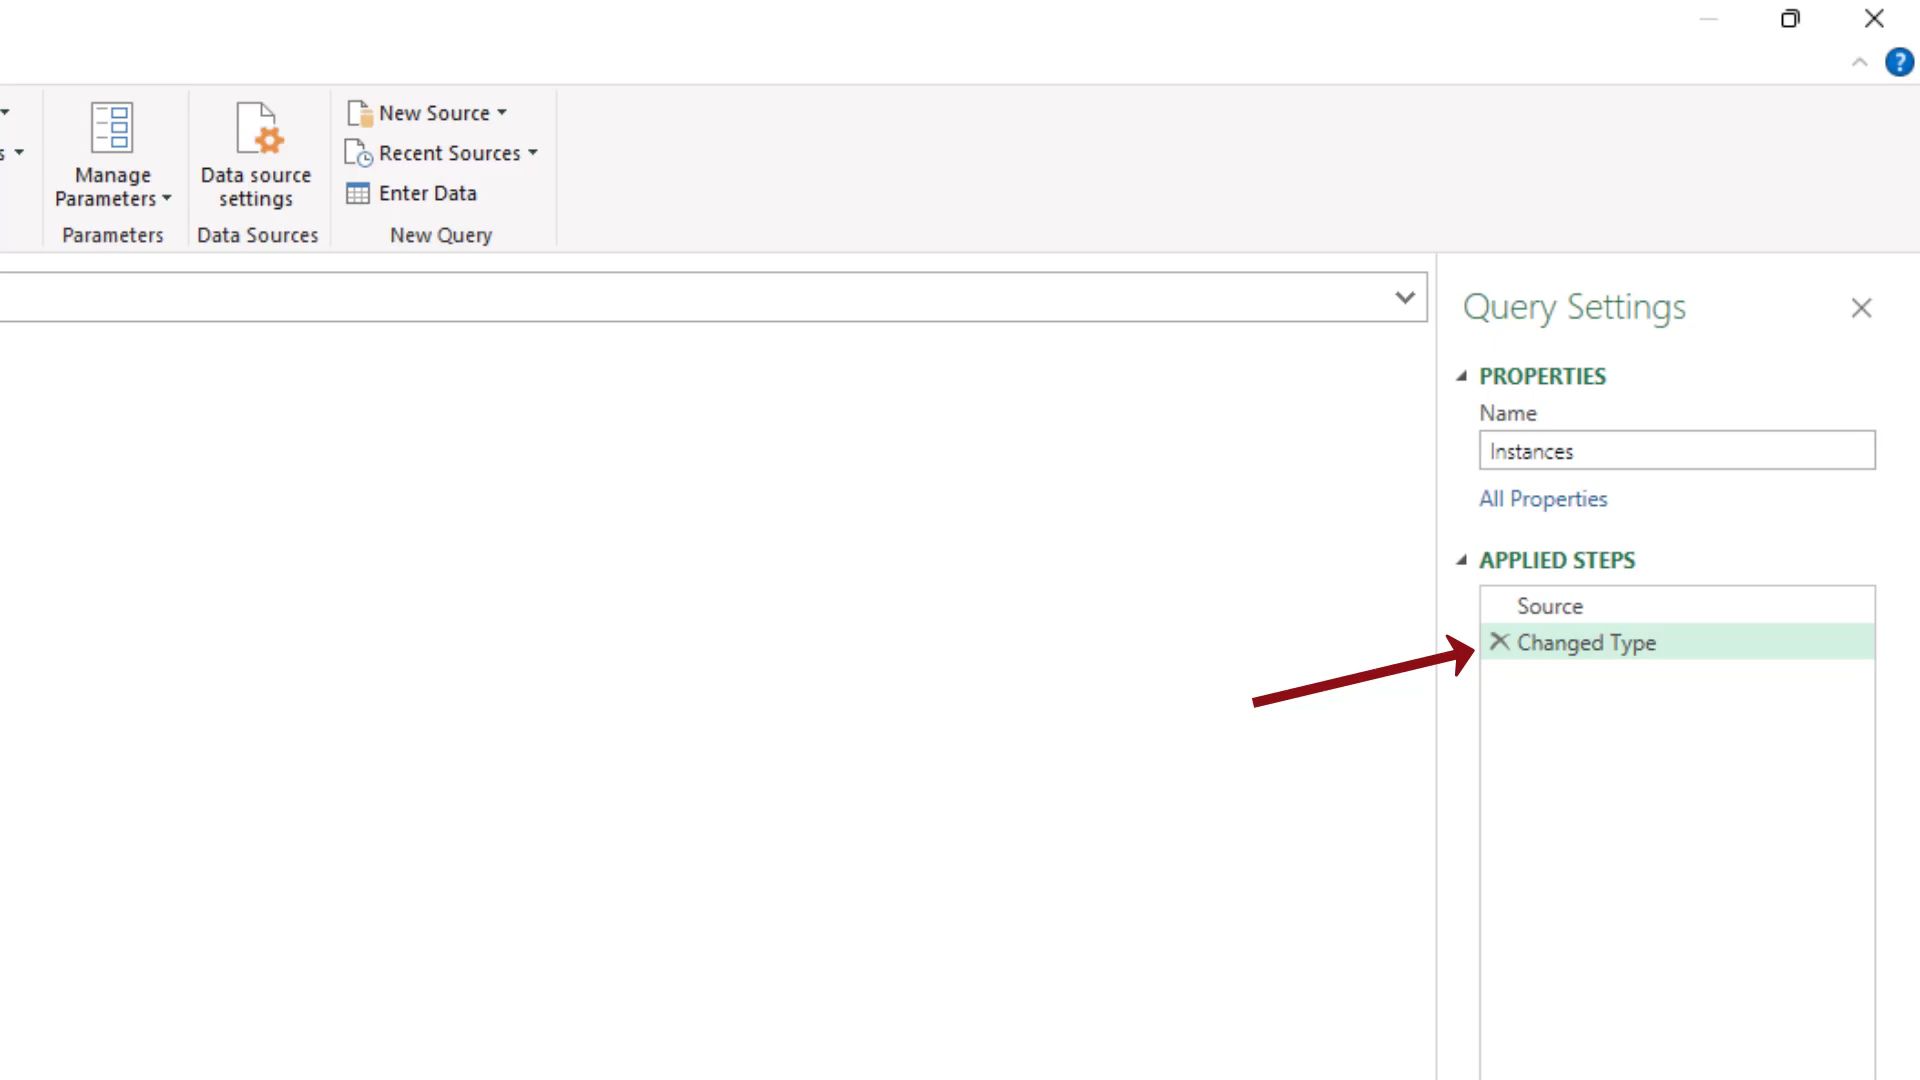 ?
New Source
Recent Sources
Enter Data
Manage
Parameters
Data source
settings
s
Parameters
Data Sources
New Query
Query Settings
PROPERTIES
Name
Instances
All Properties
APPLIED STEPS
Source
Changed Type